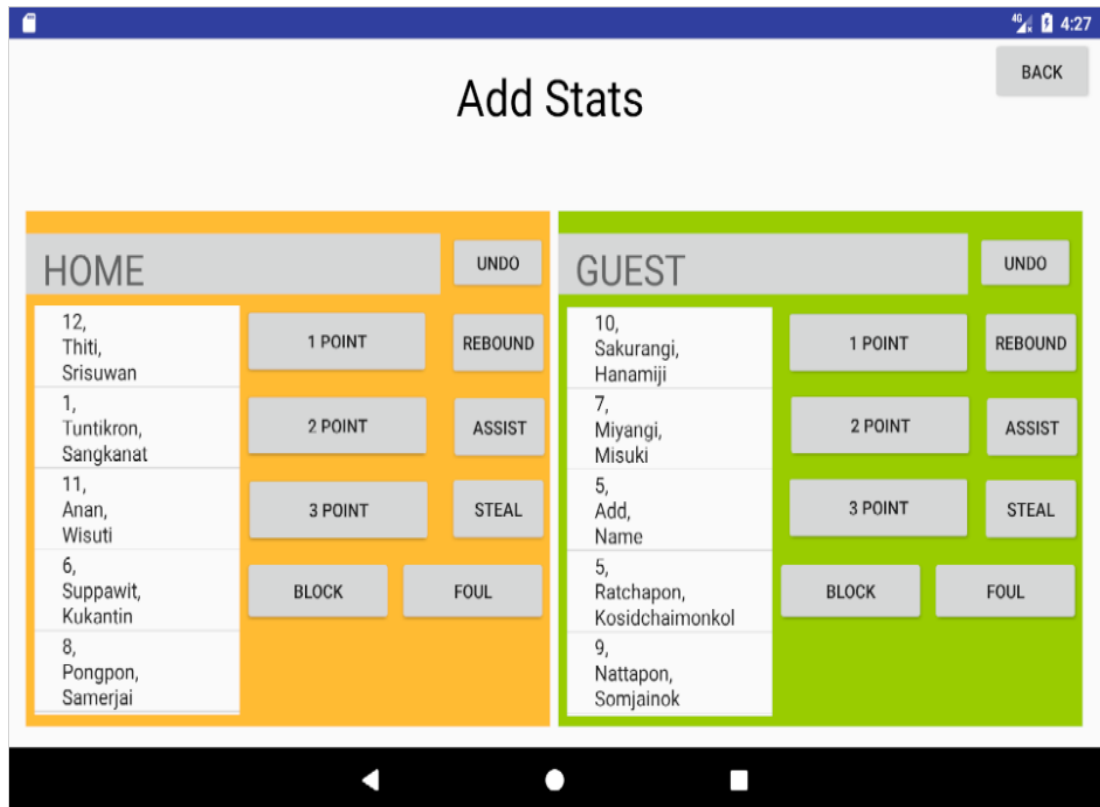 4G 4:27
BACK
Add Stats
HOME
UNDO
12,
Thiti,
Srisuwan
1,
Tuntikron,
Sangkanat
11,
Anan,
Wisuti
6,
Suppawit,
Kukantin
8,
Pongpon,
Samerjai
1 POINT
REBOUND
2 POINT
ASSIST
3 POINT
STEAL
BLOCK
FOUL
GUEST
UNDO
10,
Sakurangi,
Hanamiji
7,
Miyangi,
Misuki
5,
Add,
Name
5,
Ratchapon,
Kosidchaimonkol
9,
Nattapon,
Somjainok
1 POINT
REBOUND
2 POINT
ASSIST
3 POINT
STEAL
BLOCK
FOUL